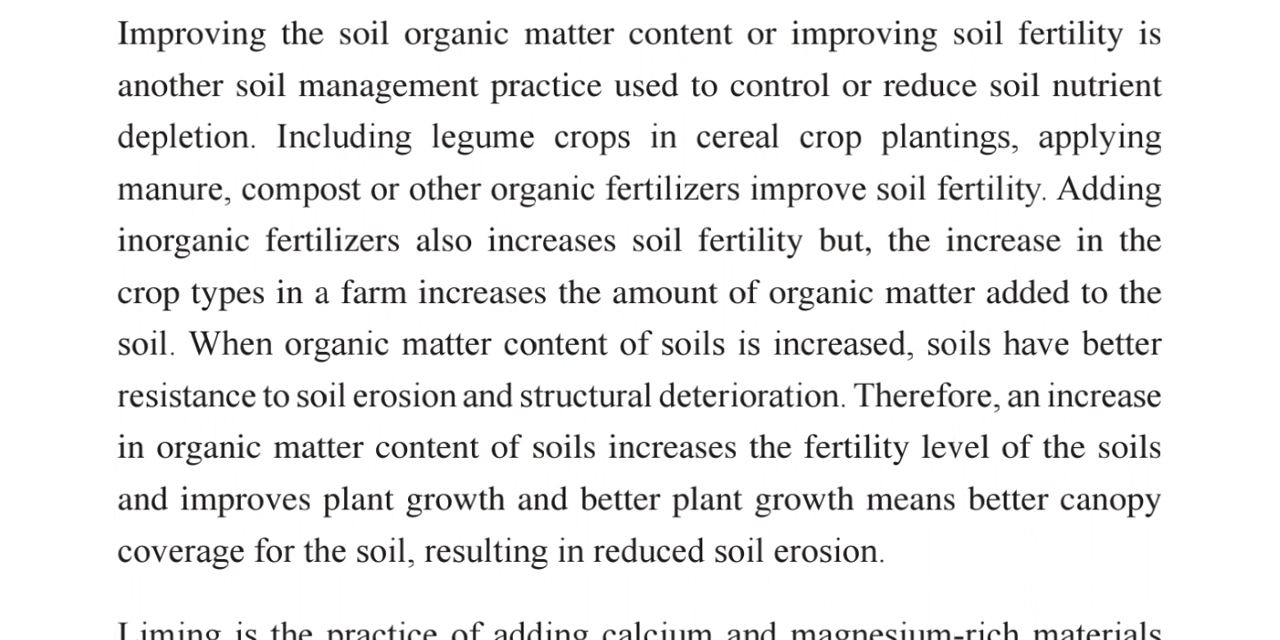 Improving the soil organic matter content or improving soil fertility is
another soil management practice used to control or reduce soil nutrient
depletion. Including legume crops in cereal crop plantings, applying
manure, compost or other organic fertilizers improve soil fertility. Adding
inorganic fertilizers also increases soil fertility but, the increase in the
crop types in a farm increases the amount of organic matter added to the
soil. When organic matter content of soils is increased, soils have better
resistance to soil erosion and structural deterioration. Therefore, an increase
in organic matter content of soils increases the fertility level of the soils
and improves plant growth and better plant growth means better canopy
coverage for the soil, resulting in reduced soil erosion.
Liming is the practice of adding calcium and magnesium-rich materials